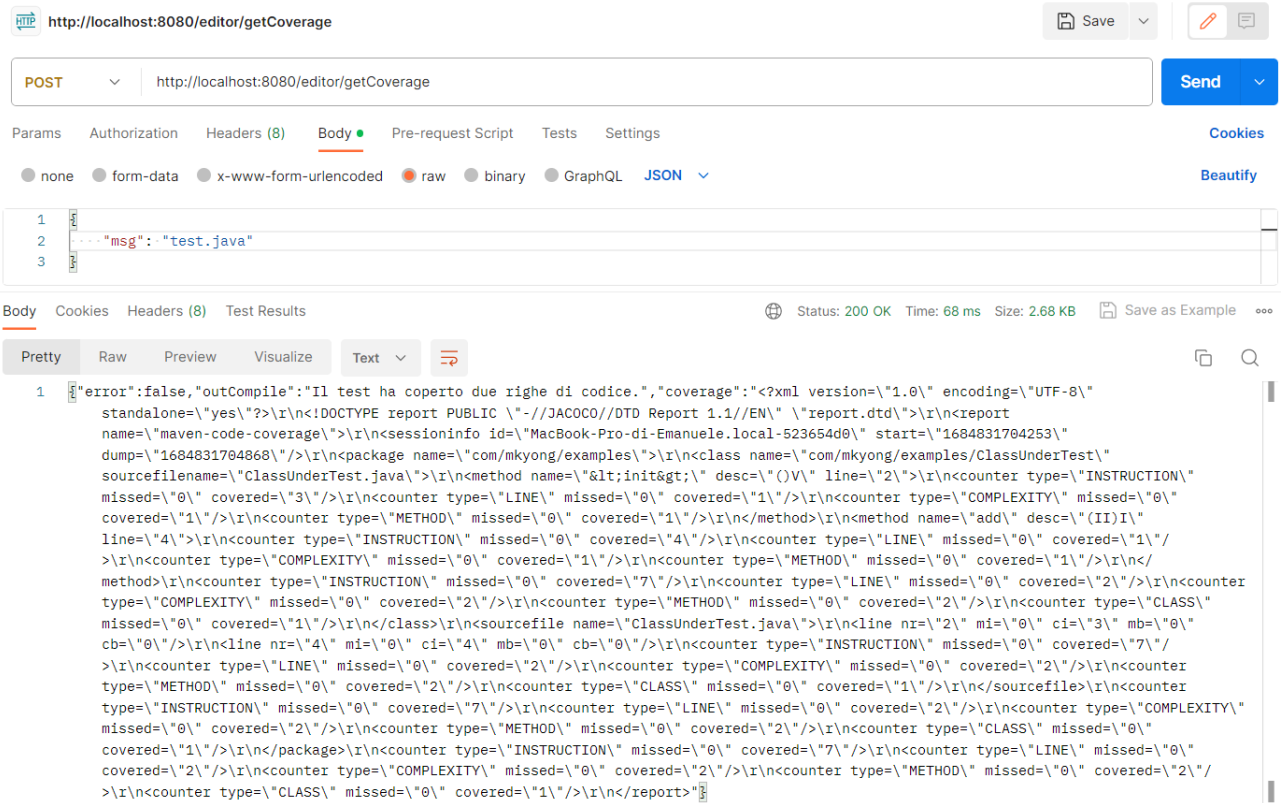 HTTP http://localhost:8080/editor/getCoverage Save
POST http://localhost:8080/editor/getCoverage Send
Params Authorization Headers (8) Body Pre-request Script Tests Settings Cookies
none form-data x-www-form-urlencoded raw binary GraphQL JSON Beautify
1 {
2 "msg": "test.java"
3 }
Body Cookies Headers (8) Test Results Status: 200 OK Time: 68 ms Size: 2.68 KB Save as Example
Pretty Raw Preview Visualize Text
1 {"error":false,"outCompile":"Il test ha coperto due righe di codice.","coverage":"<?xml version=\"1.0\" encoding=\"UTF-8\"
standalone=\"yes\"?>\r\n<!DOCTYPE report PUBLIC \"-//JACOCO//DTD Report 1.1//EN\" \"report.dtd\">\r\n<report
name=\"maven-code-coverage\">\r\n<sessioninfo id=\"MacBook-Pro-di-Emanuele.local-523654d0\" start=\"1684831704253\"
dump=\"1684831704868\"/>\r\n<package name=\"com/mkyong/examples\">\r\n<class name=\"com/mkyong/examples/ClassUnderTest\"
sourcefilename=\"ClassUnderTest.java\">\r\n<method name=\"&lt;init&gt;\" desc=\"()V\" line=\"2\">\r\n<counter type=\"INSTRUCTION\"
missed=\"0\" covered=\"3\"/>\r\n<counter type=\"LINE\" missed=\"0\" covered=\"1\"/>\r\n<counter type=\"COMPLEXITY\" missed=\"0\"
covered=\"1\"/>\r\n<counter type=\"METHOD\" missed=\"0\" covered=\"1\"/>\r\n</method>\r\n<method name=\"add\" desc=\"(II)I\"
line=\"4\">\r\n<counter type=\"INSTRUCTION\" missed=\"0\" covered=\"4\"/>\r\n<counter type=\"LINE\" missed=\"0\" covered=\"1\"/
>\r\n<counter type=\"COMPLEXITY\" missed=\"0\" covered=\"1\"/>\r\n<counter type=\"METHOD\" missed=\"0\" covered=\"1\"/>\r\n</
method>\r\n<counter type=\"INSTRUCTION\" missed=\"0\" covered=\"7\"/>\r\n<counter type=\"LINE\" missed=\"0\" covered=\"2\"/>\r\n<counter
type=\"COMPLEXITY\" missed=\"0\" covered=\"2\"/>\r\n<counter type=\"METHOD\" missed=\"0\" covered=\"2\"/>\r\n<counter type=\"CLASS\"
missed=\"0\" covered=\"1\"/>\r\n</class>\r\n<sourcefile name=\"ClassUnderTest.java\">\r\n<line nr=\"2\" mi=\"0\" ci=\"3\" mb=\"0\"
cb=\"0\"/>\r\n<line nr=\"4\" mi=\"0\" ci=\"4\" mb=\"0\" cb=\"0\"/>\r\n<counter type=\"INSTRUCTION\" missed=\"0\" covered=\"7\"/
>\r\n<counter type=\"LINE\" missed=\"0\" covered=\"2\"/>\r\n<counter type=\"COMPLEXITY\" missed=\"0\" covered=\"2\"/>\r\n<counter
type=\"METHOD\" missed=\"0\" covered=\"2\"/>\r\n<counter type=\"CLASS\" missed=\"0\" covered=\"1\"/>\r\n</sourcefile>\r\n<counter
type=\"INSTRUCTION\" missed=\"0\" covered=\"7\"/>\r\n<counter type=\"LINE\" missed=\"0\" covered=\"2\"/>\r\n<counter type=\"COMPLEXITY\"
missed=\"0\" covered=\"2\"/>\r\n<counter type=\"METHOD\" missed=\"0\" covered=\"2\"/>\r\n<counter type=\"CLASS\" missed=\"0\"
covered=\"1\"/>\r\n</package>\r\n<counter type=\"INSTRUCTION\" missed=\"0\" covered=\"7\"/>\r\n<counter type=\"LINE\" missed=\"0\"
covered=\"2\"/>\r\n<counter type=\"COMPLEXITY\" missed=\"0\" covered=\"2\"/>\r\n<counter type=\"METHOD\" missed=\"0\" covered=\"2\"/
>\r\n<counter type=\"CLASS\" missed=\"0\" covered=\"1\"/>\r\n</report>"}